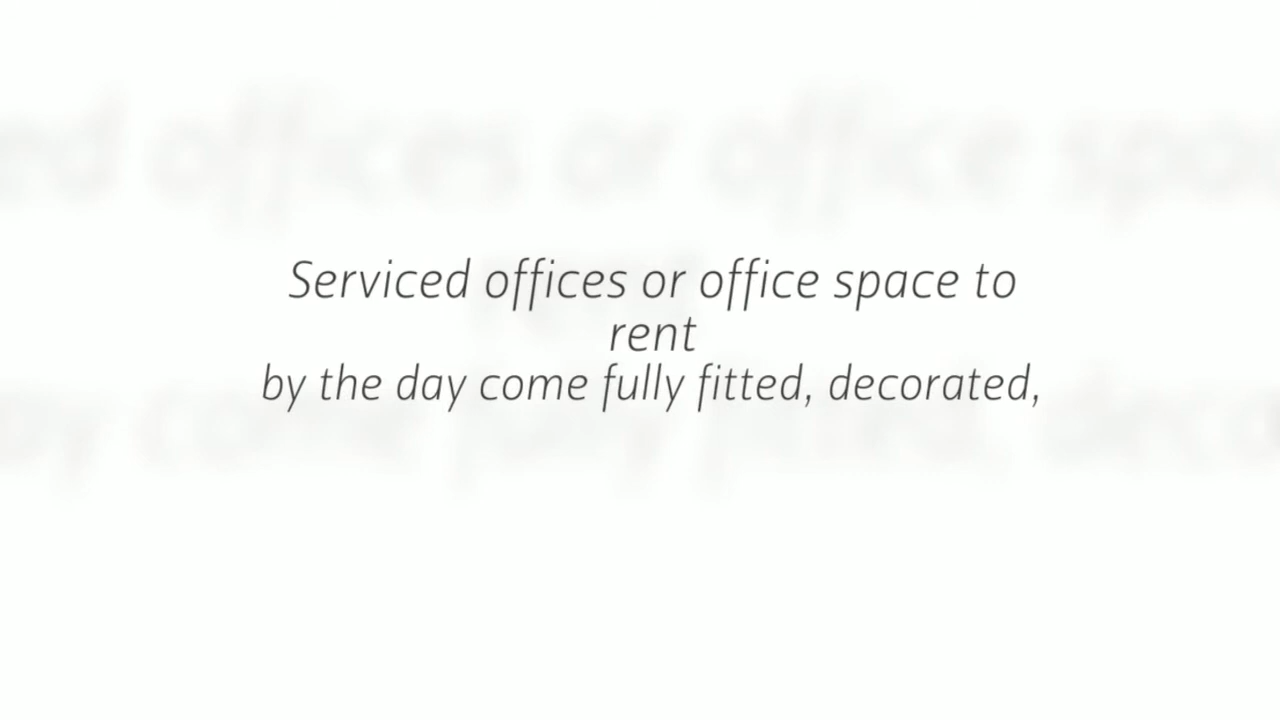 Serviced offices or office space to
rent
by the day come fully fitted, decorated,